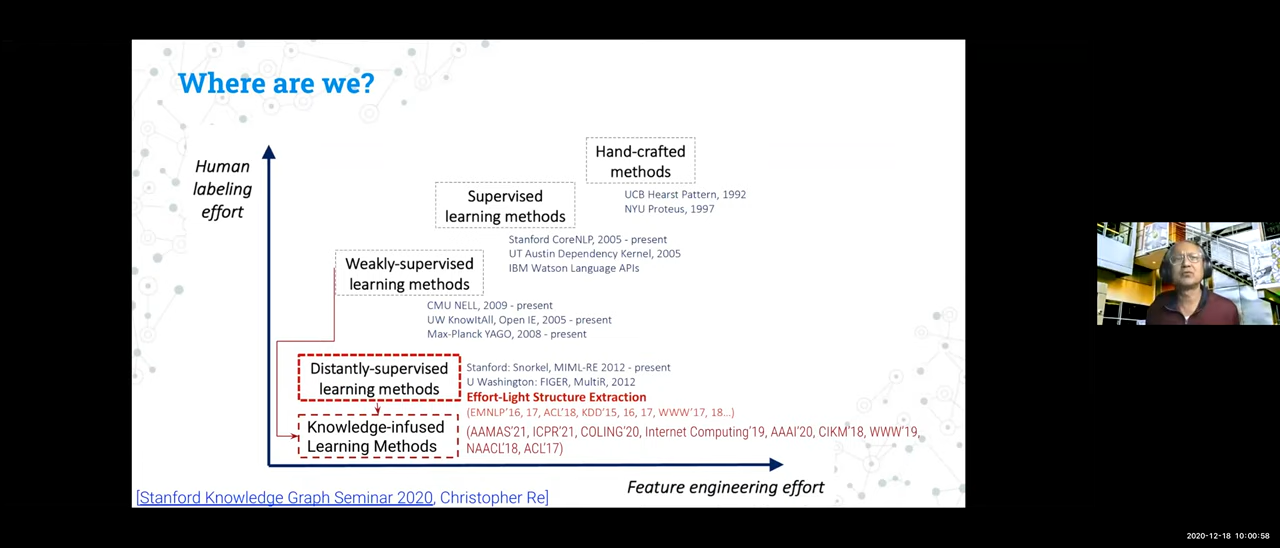 Where are we?
Human
labeling
effort
Hand-crafted
methods
UCB Hearst Pattern, 1992
NYU Proteus, 1997
Supervised
learning methods
Stanford CoreNLP, 2005 - present
UT Austin Dependency Kernel, 2005
IBM Watson Language APIs
Weakly-supervised
learning methods
CMU NELL, 2009 - present
UW KnowItAll, Open IE, 2005 - present
Max-Planck YAGO, 2008 - present
Distantly-supervised
learning methods
Stanford: Snorkel, MIML-RE 2012 - present
U Washington: FIGER, MultiR, 2012
Effort-Light Structure Extraction
(EMNLP’16, 17, ACL’18, KDD’15, 16, 17, WWW’17, 18…)
Knowledge-infused
Learning Methods
(AAMAS’21, ICPR’21, COLING’20, Internet Computing’19, AAAI’20, CIKM’18, WWW’19,
NAACL’18, ACL’17)
Feature engineering effort
[Stanford Knowledge Graph Seminar 2020, Christopher Re]
2020-12-18 10:00:58